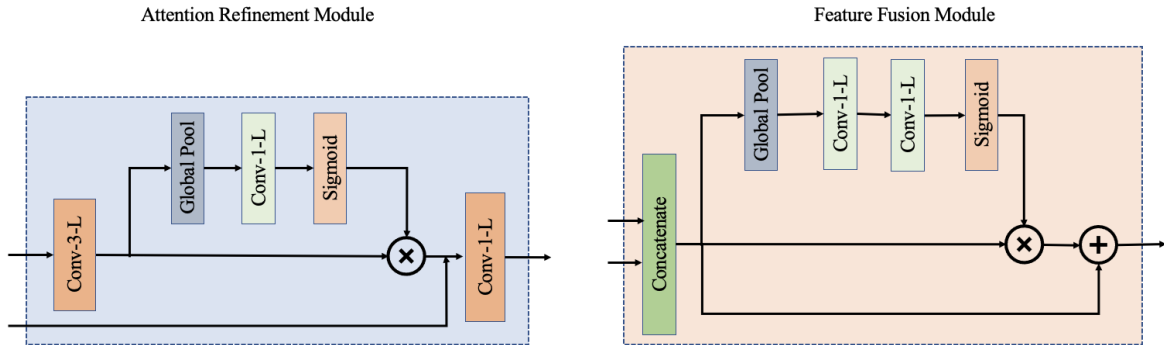 Attention Refinement Module
Conv-3-L
Global Pool
Conv-1-L
Sigmoid
×
Conv-1-L
Feature Fusion Module
Concatenate
Global Pool
Conv-1-L
Conv-1-L
Sigmoid
×
+